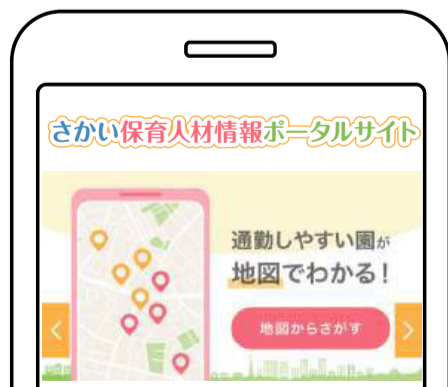 さかい保育人材情報ポータルサイト
通勤しやすい園が
地図でわかる！
地図からさがす